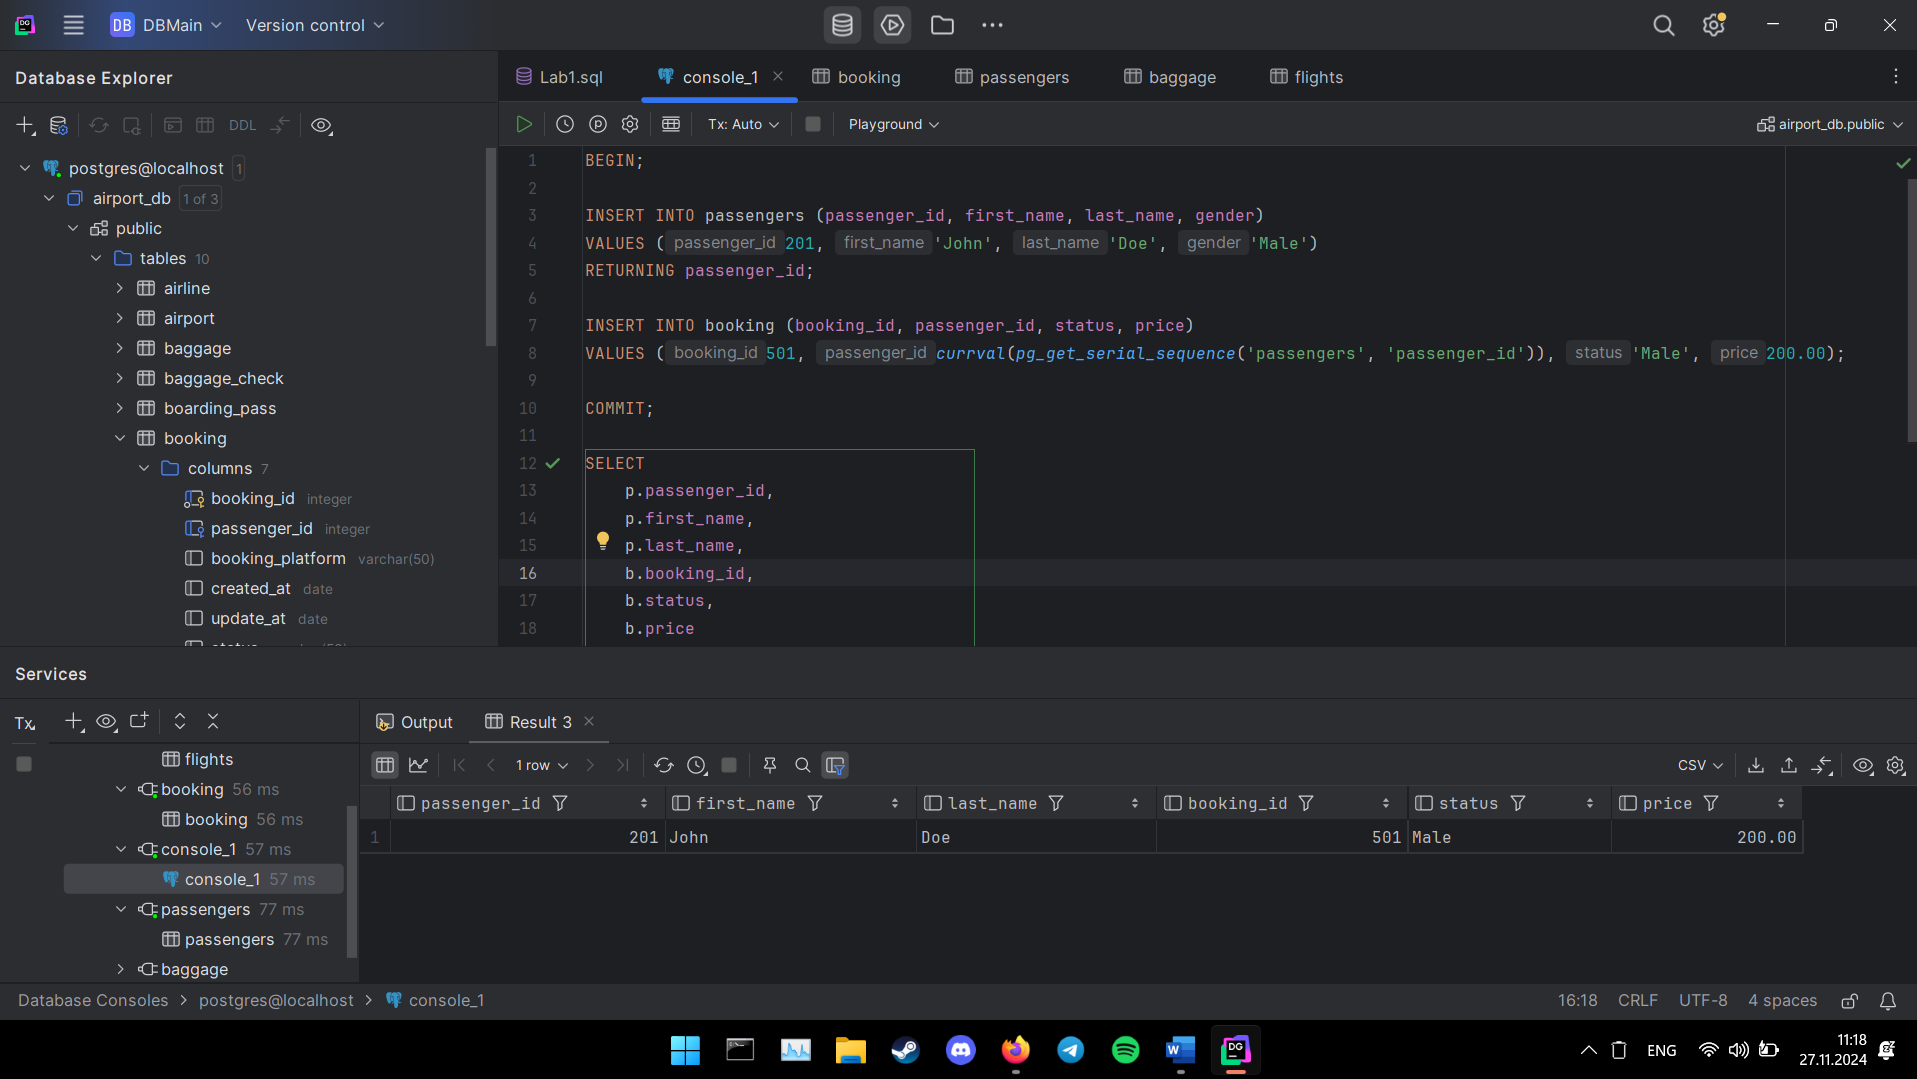 DB DBMain Version control
Database Explorer
Lab1.sql console_1 booking passengers baggage flights
DDL
Tx: Auto Playground airport_db.public
postgres@localhost 1
airport_db 1 of 3
public
tables 10
airline
airport
baggage
baggage_check
boarding_pass
booking
columns 7
booking_id integer
passenger_id integer
booking_platform varchar(50)
created_at date
update_at date
1 BEGIN;
2
3 INSERT INTO passengers (passenger_id, first_name, last_name, gender)
4 VALUES ( passenger_id 201, first_name 'John', last_name 'Doe', gender 'Male')
5 RETURNING passenger_id;
6
7 INSERT INTO booking (booking_id, passenger_id, status, price)
8 VALUES ( booking_id 501, passenger_id currval(pg_get_serial_sequence('passengers', 'passenger_id')), status 'Male', price 200.00);
9
10 COMMIT;
11
12 SELECT
13 p.passenger_id,
14 p.first_name,
15 p.last_name,
16 b.booking_id,
17 b.status,
18 b.price
Services
Tx
flights
booking 56 ms
booking 56 ms
console_1 57 ms
console_1 57 ms
passengers 77 ms
passengers 77 ms
baggage
Output Result 3
1 row CSV
passenger_id first_name last_name booking_id status price
1 201 John Doe 501 Male 200.00
Database Consoles > postgres@localhost > console_1 16:18 CRLF UTF-8 4 spaces
ENG 11:18
27.11.2024